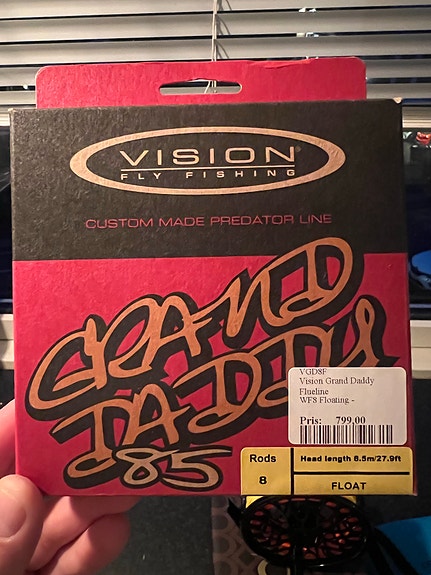 VISION
FLY FISHING
CUSTOM MADE PREDATOR LINE
GRAND
DADDY
85
VGD8F
Vision Grand Daddy
Flueline
WF8 Floating -
Pris: 799,00
Rods
8
Head length 8.5m/27.9ft
FLOAT